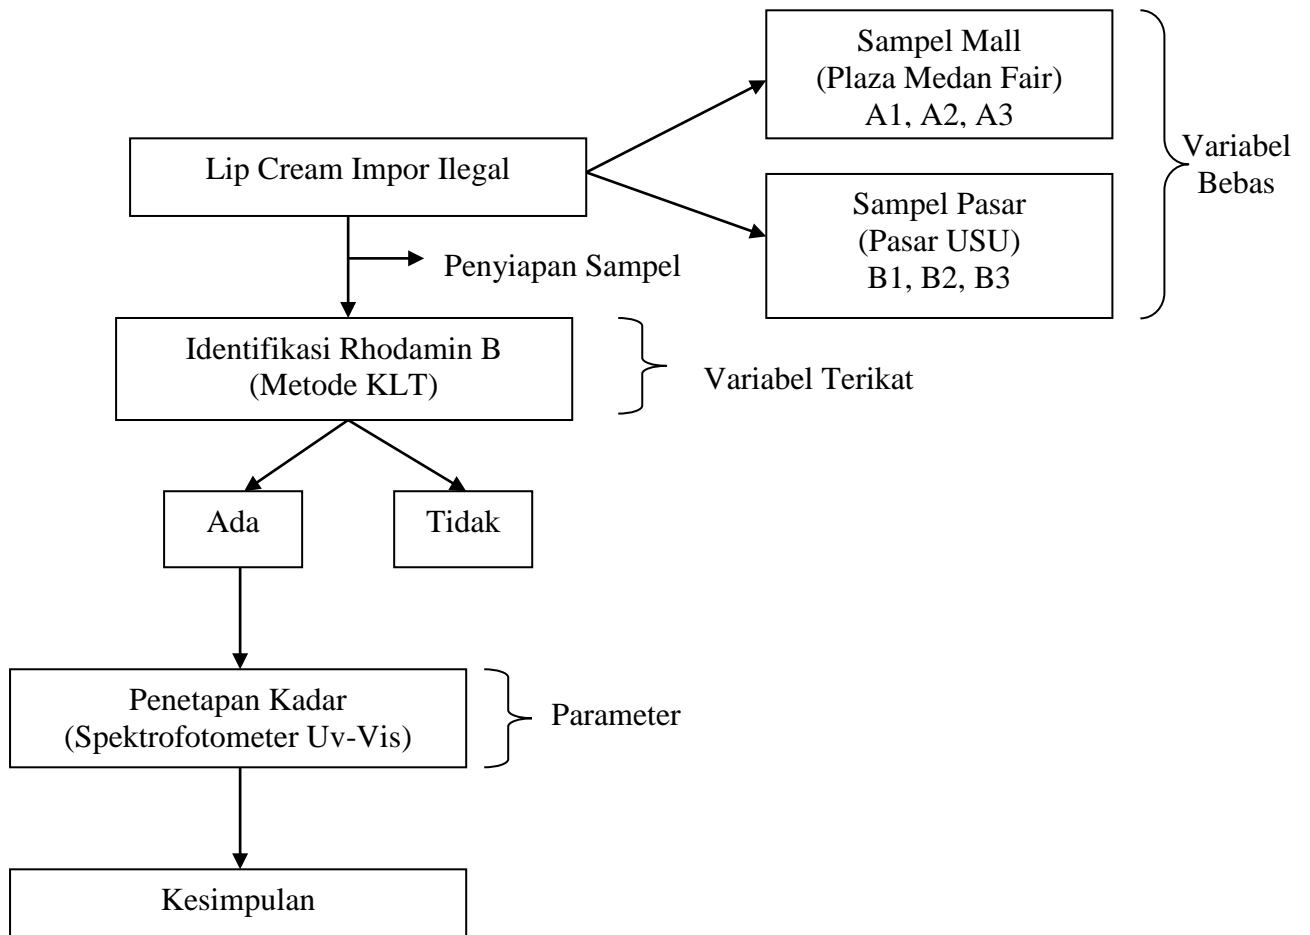 Sampel Mall
(Plaza Medan Fair)
A1, A2, A3
Variabel
Bebas
Lip Cream Impor Ilegal
Sampel Pasar
(Pasar USU)
B1, B2, B3
Penyiapan Sampel
Identifikasi Rhodamin B
(Metode KLT)
Variabel Terikat
Ada
Tidak
Penetapan Kadar
(Spektrofotometer Uv-Vis)
Parameter
Kesimpulan